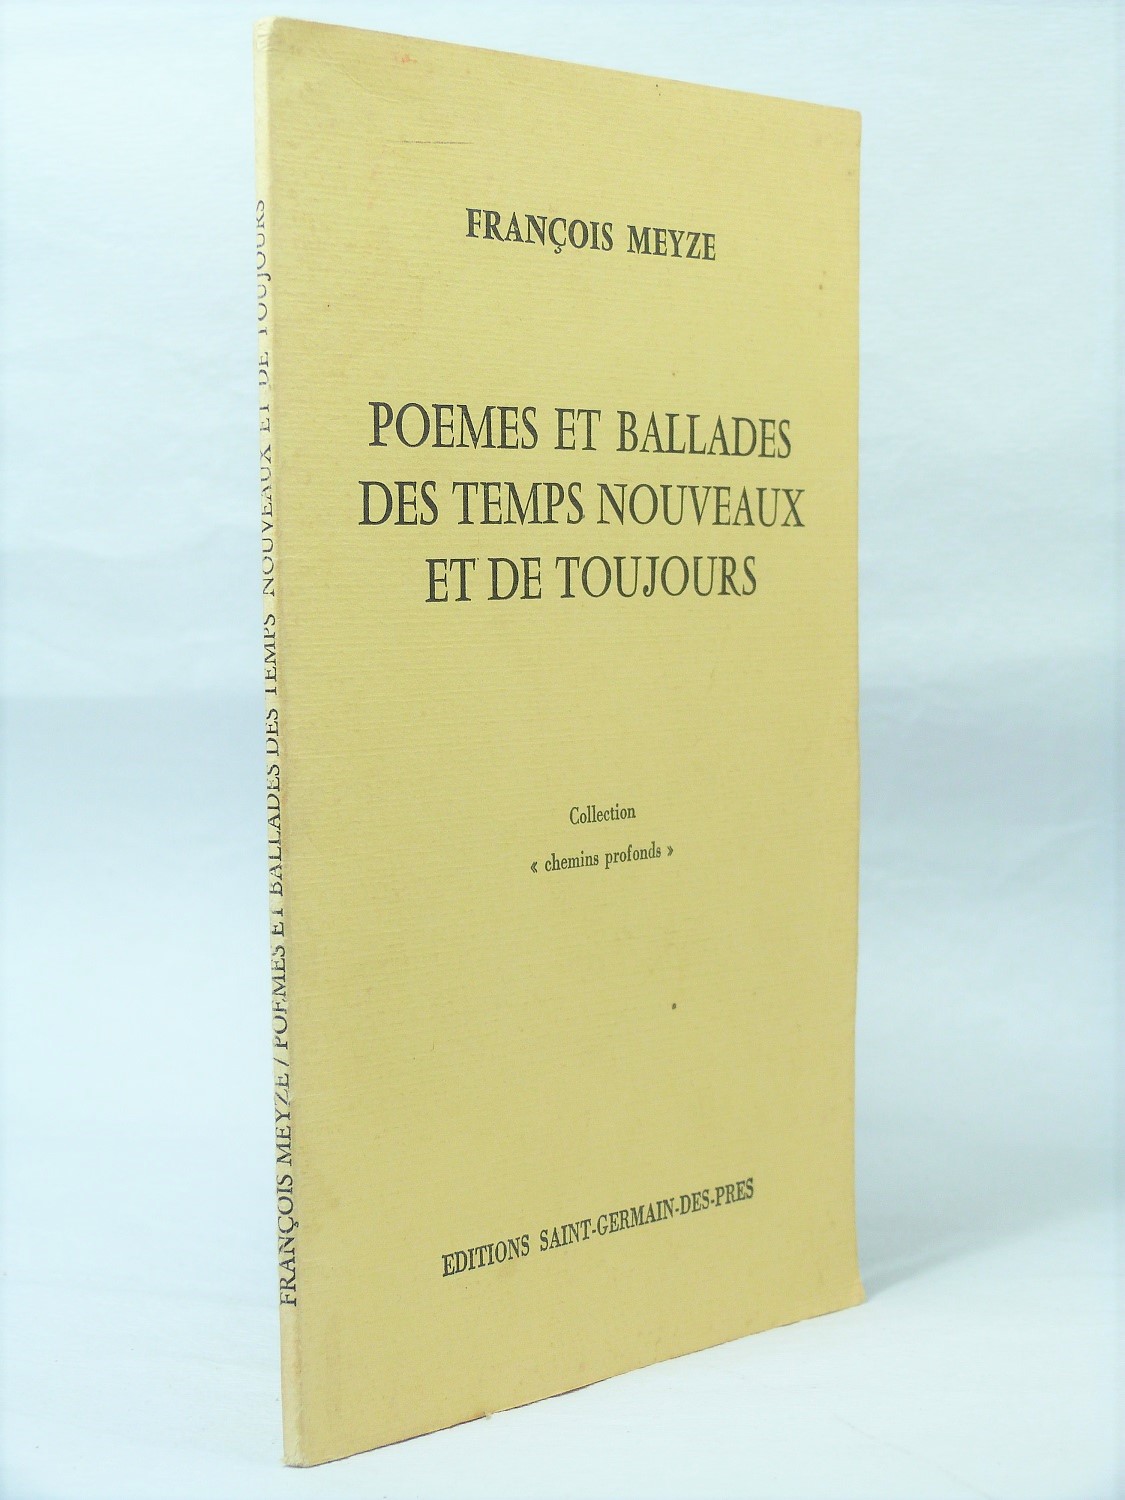 FRANÇOIS MEYZE
POEMES ET BALLADES
DES TEMPS NOUVEAUX
ET DE TOUJOURS
Collection
« chemins profonds »
EDITIONS SAINT-GERMAIN-DES-PRES
FRANÇOIS MEYZE / POEMES ET BALLADES DES TEMPS NOUVEAUX ET DE TOUJOURS